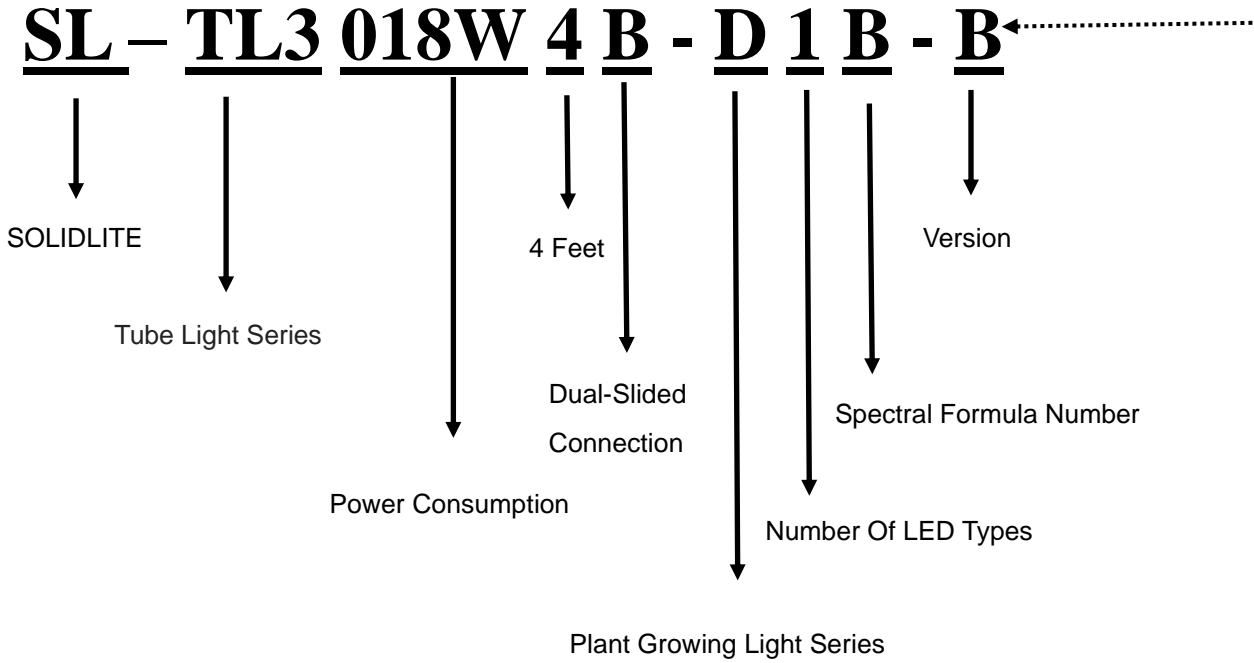 SL – TL3 018W 4 B - D 1 B - B
SOLIDLITE
4 Feet
Version
Tube Light Series
Dual-Slided
Connection
Spectral Formula Number
Power Consumption
Number Of LED Types
Plant Growing Light Series